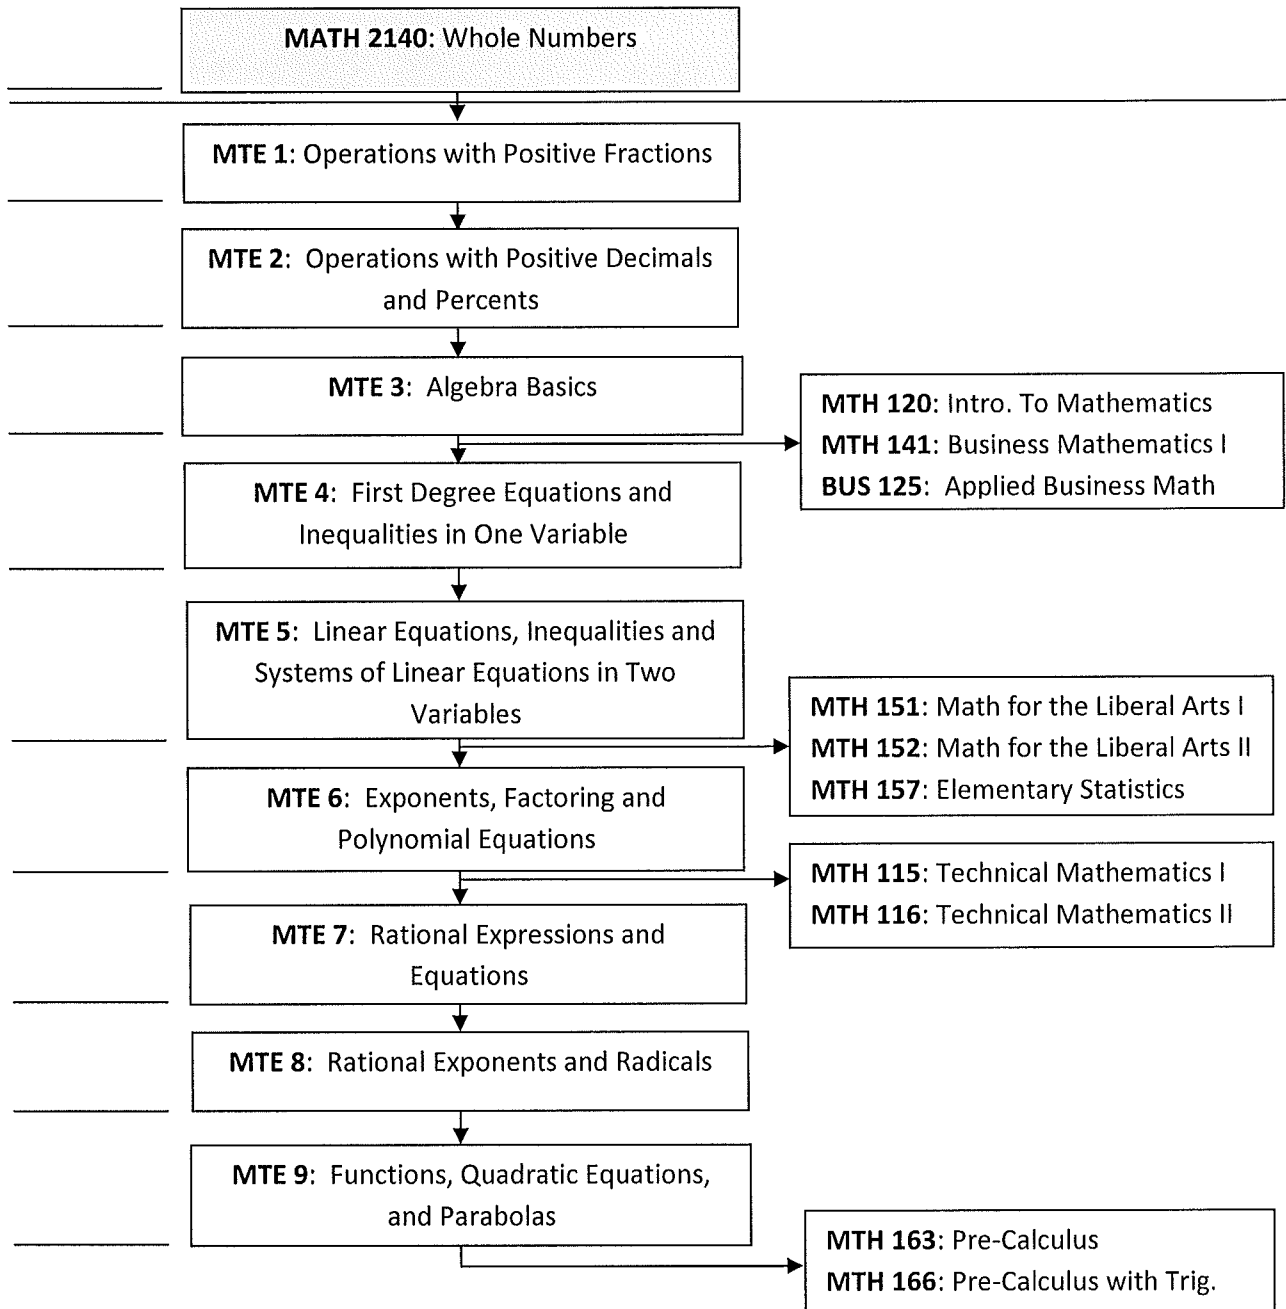 MATH 2140: Whole Numbers
MTE 1: Operations with Positive Fractions
MTE 2: Operations with Positive Decimals
and Percents
MTE 3: Algebra Basics
MTH 120: Intro. To Mathematics
MTH 141: Business Mathematics I
BUS 125: Applied Business Math
MTE 4: First Degree Equations and
Inequalities in One Variable
MTE 5: Linear Equations, Inequalities and
Systems of Linear Equations in Two
Variables
MTH 151: Math for the Liberal Arts I
MTH 152: Math for the Liberal Arts II
MTH 157: Elementary Statistics
MTE 6: Exponents, Factoring and
Polynomial Equations
MTH 115: Technical Mathematics I
MTH 116: Technical Mathematics II
MTE 7: Rational Expressions and
Equations
MTE 8: Rational Exponents and Radicals
MTE 9: Functions, Quadratic Equations,
and Parabolas
MTH 163: Pre-Calculus
MTH 166: Pre-Calculus with Trig.